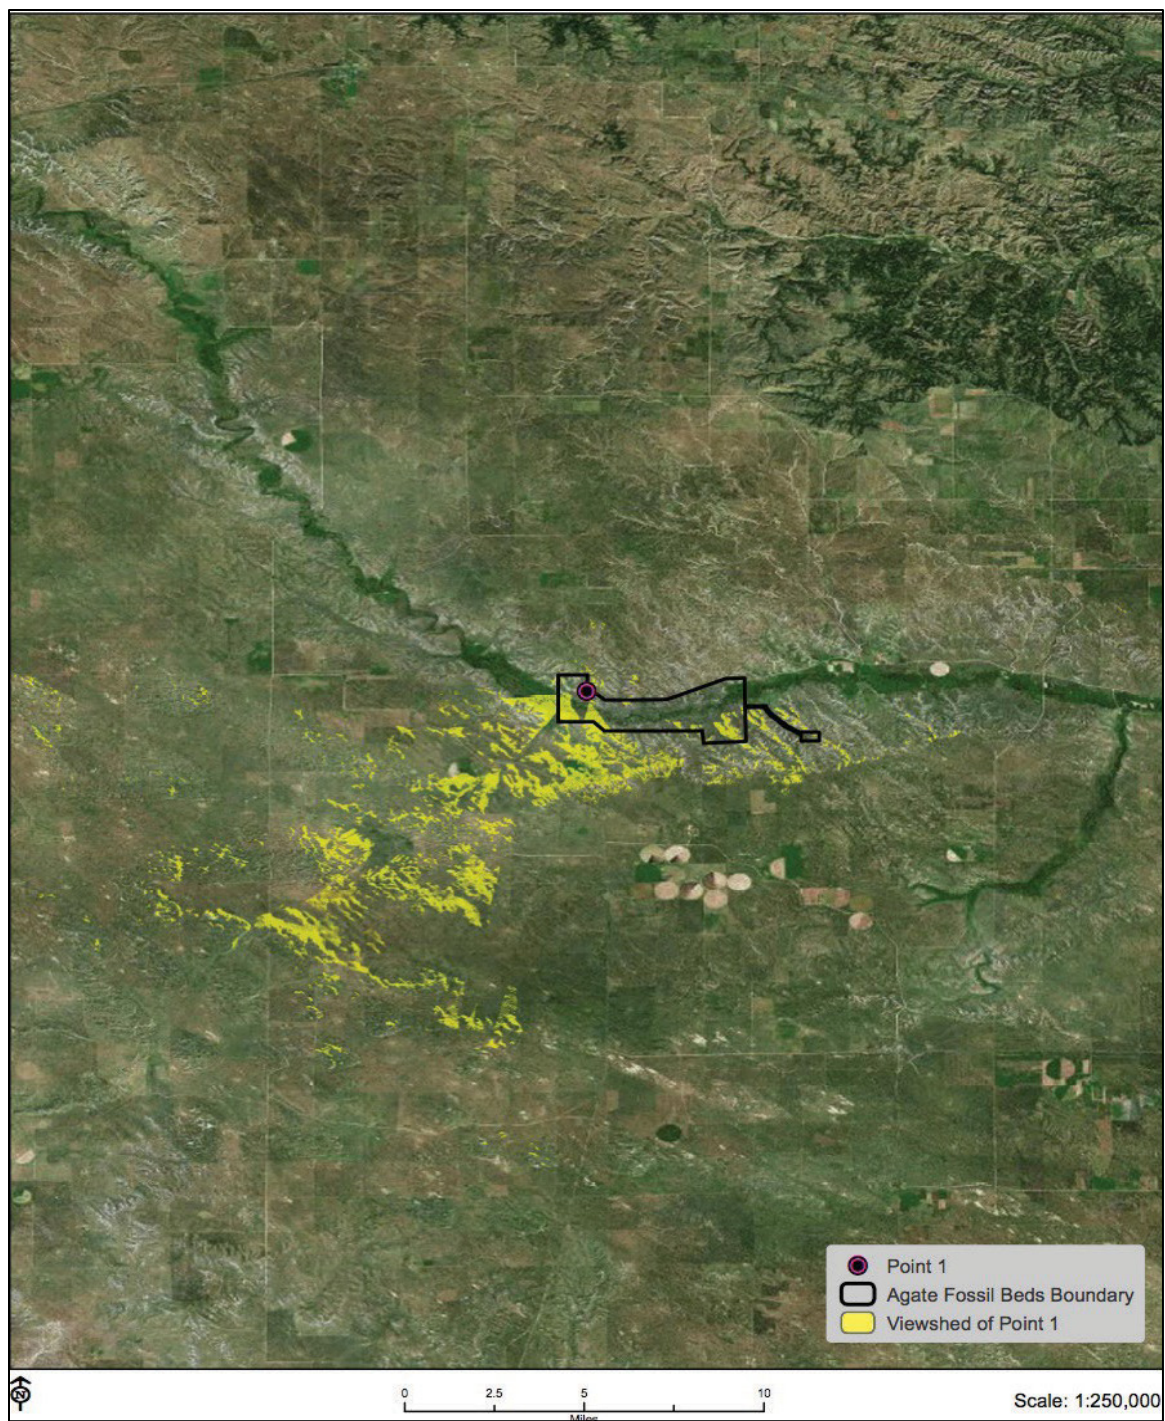 Point 1
Agate Fossil Beds Boundary
Viewshed of Point 1
N
0 2.5 5 10
Miles
Scale: 1:250,000